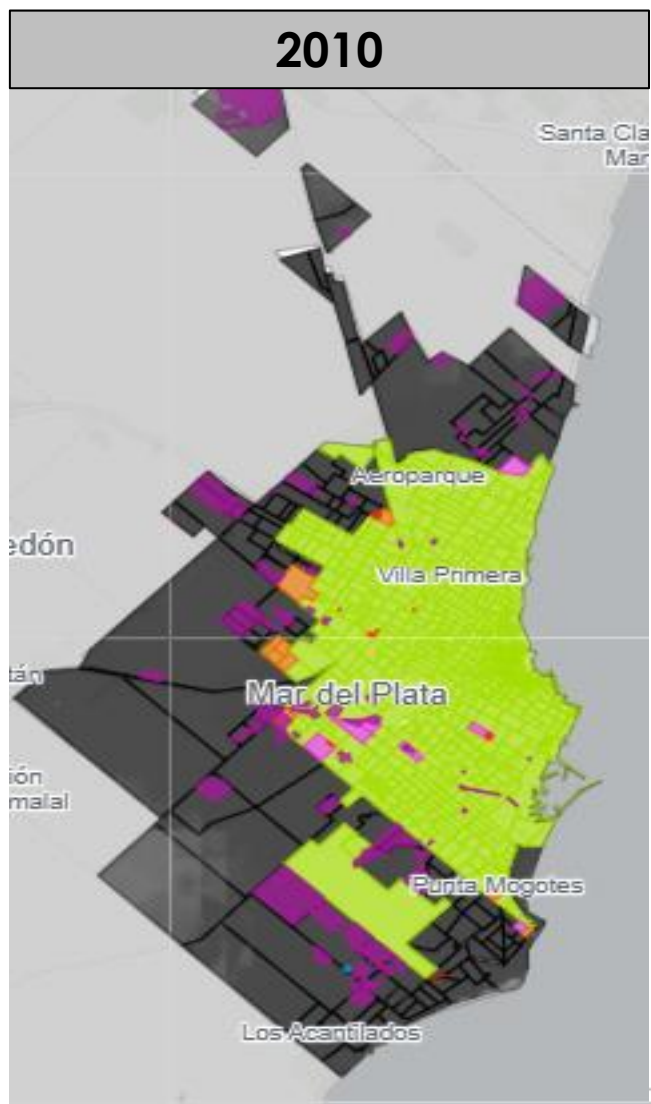 2010
Santa Cla
Mar
Aeroparque
edón
Villa Primera
tán
Mar del Plata
ión
malal
Punta Mogotes
Los Acantilados